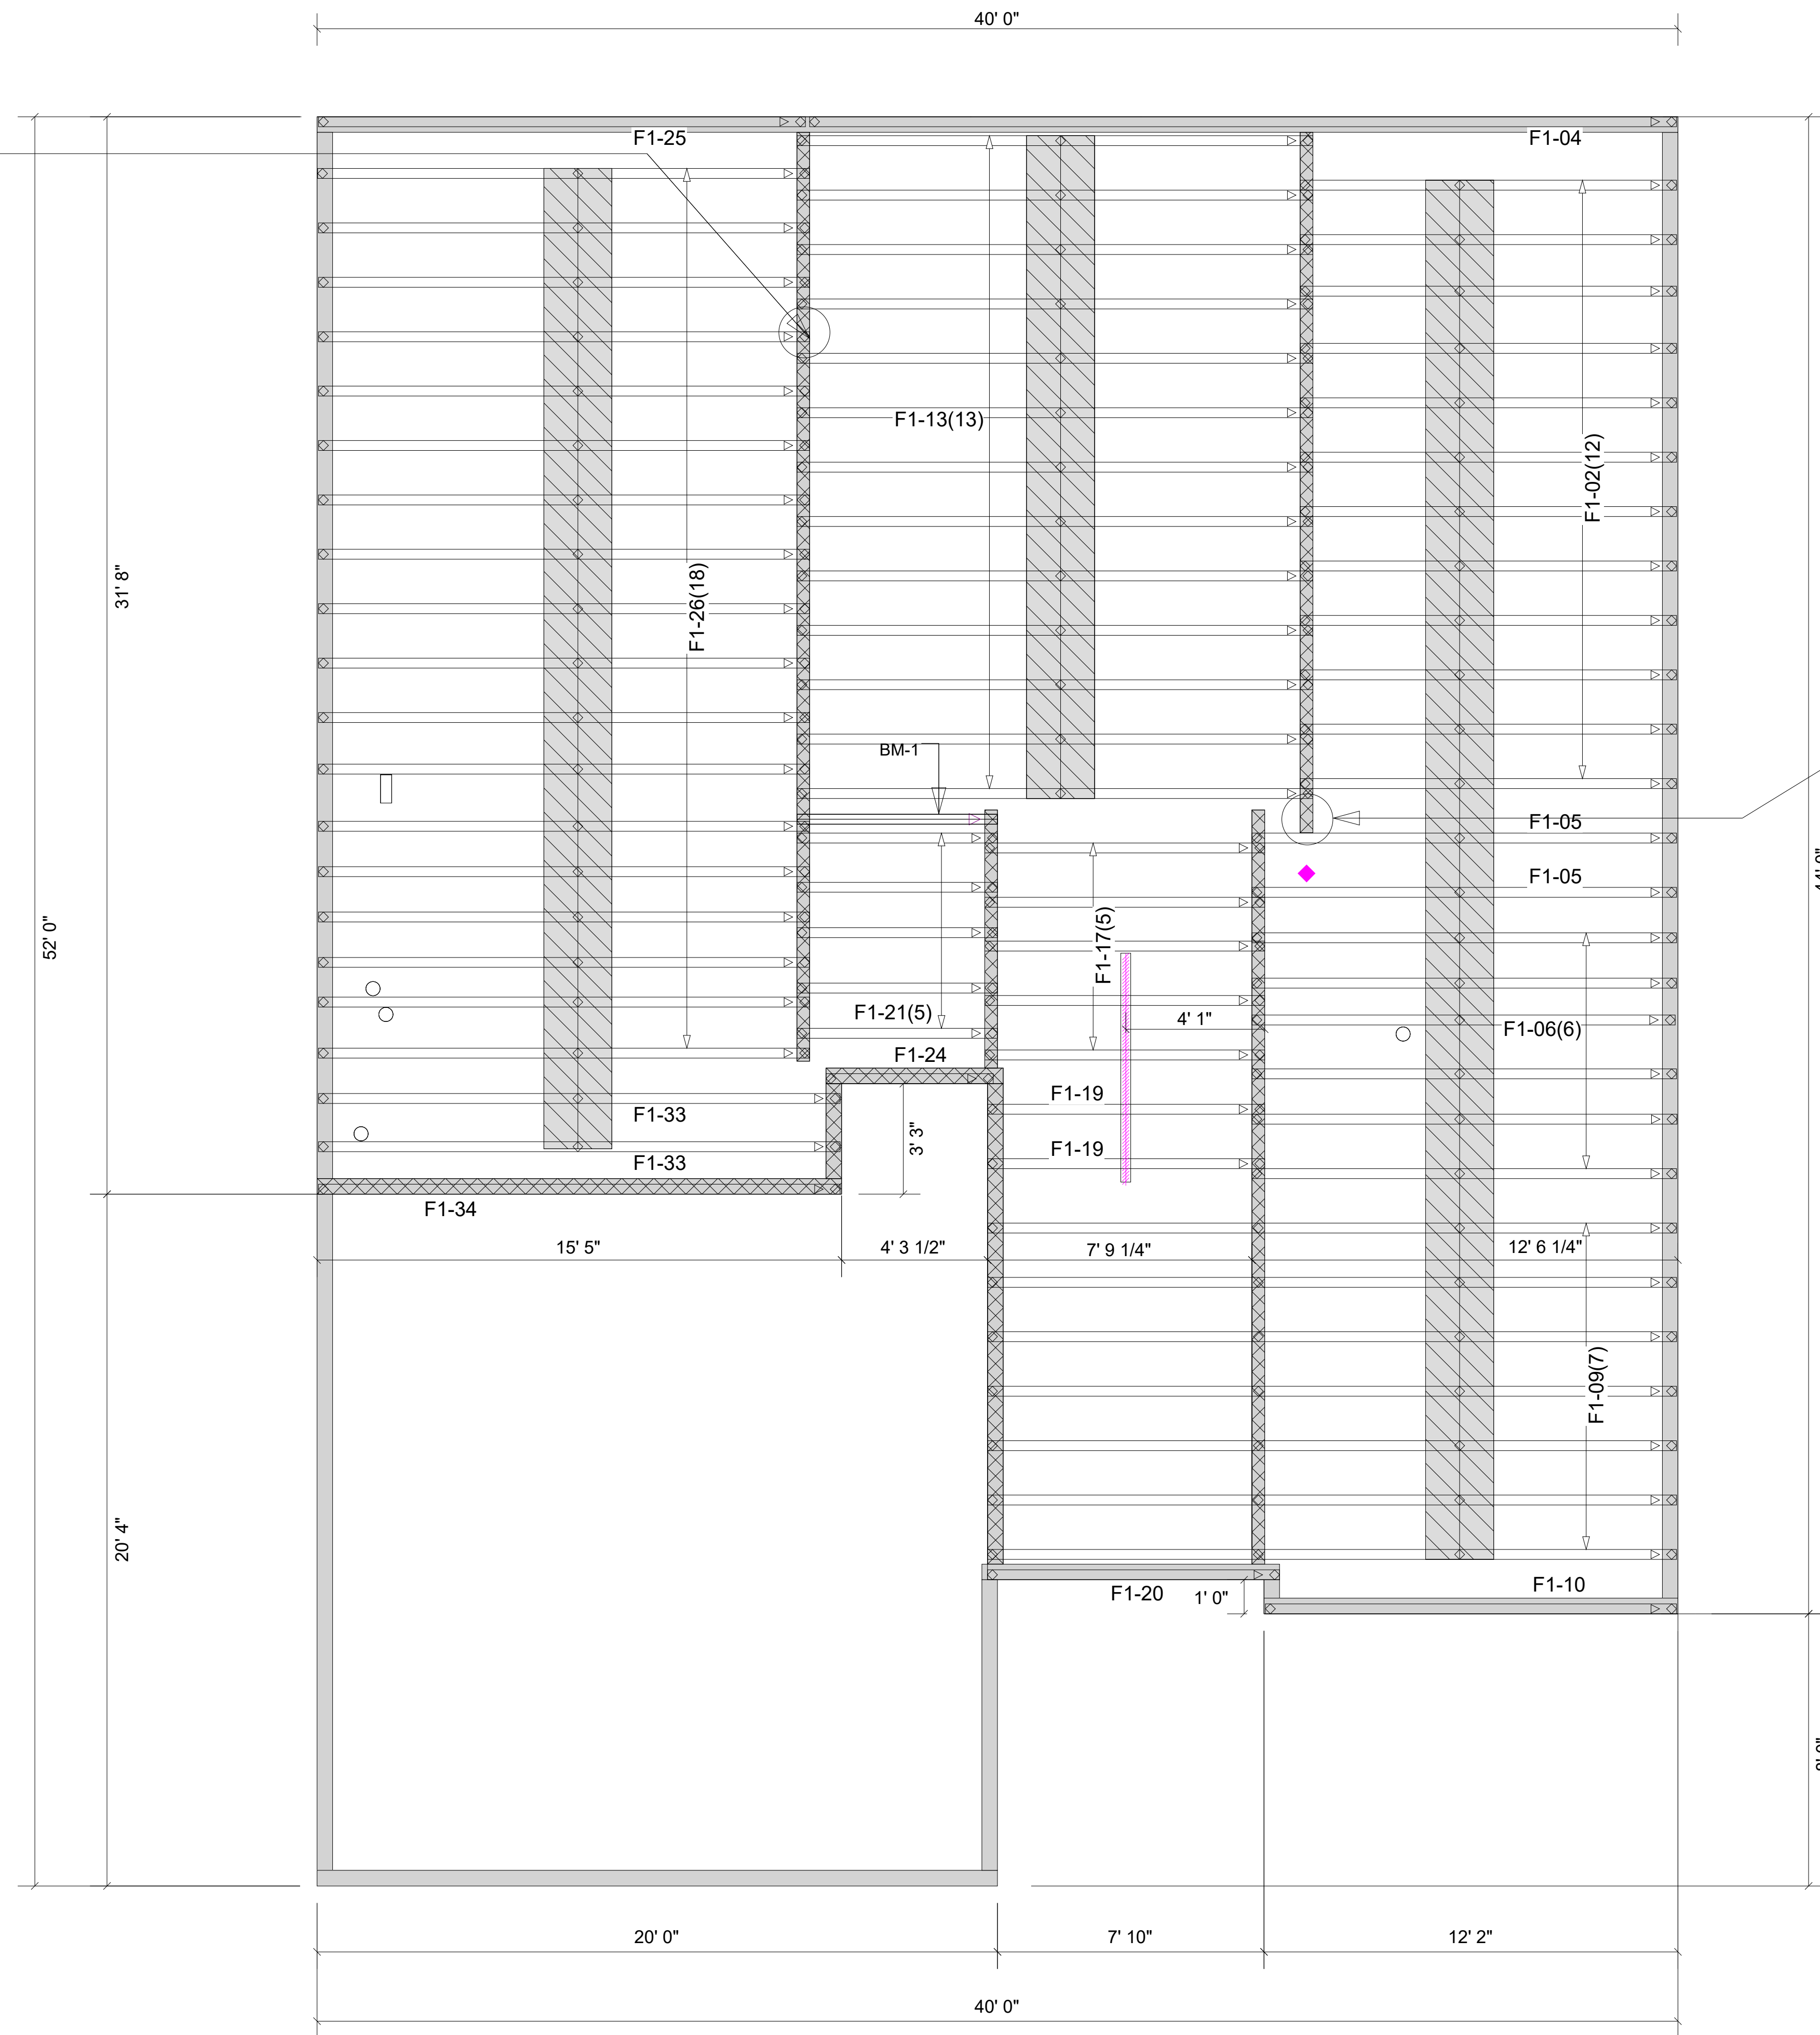 40' 0"
F1-25
F1-04
F1-13(13)
F1-02(12)
31' 8"
F1-26(18)
BM-1
F1-05
F1-05
52' 0"
F1-17(5)
F1-21(5)
4' 1"
F1-06(6)
F1-24
F1-19
F1-33
3' 3"
F1-19
F1-33
F1-34
15' 5"
4' 3 1/2"
7' 9 1/4"
12' 6 1/4"
F1-09(7)
20' 4"
F1-20
1' 0"
F1-10
20' 0"
7' 10"
12' 2"
40' 0"